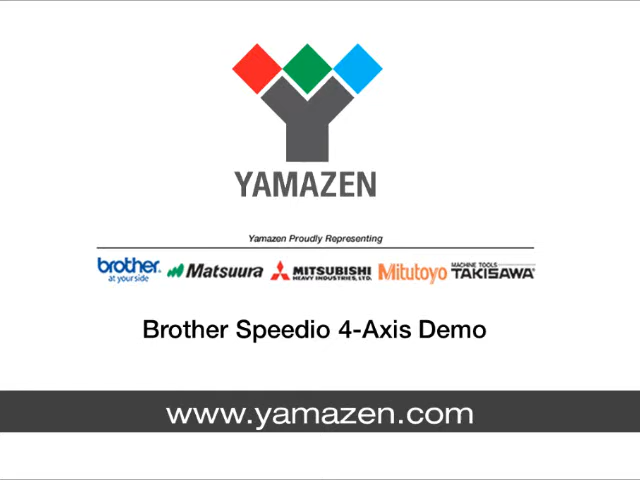 YAMAZEN
Yamazen Proudly Representing
brother at your side
Matsuura
MITSUBISHI HEAVY INDUSTRIES, LTD.
Mitutoyo
MACHINE TOOLS TAKISAWA
Brother Speedio 4-Axis Demo
www.yamazen.com